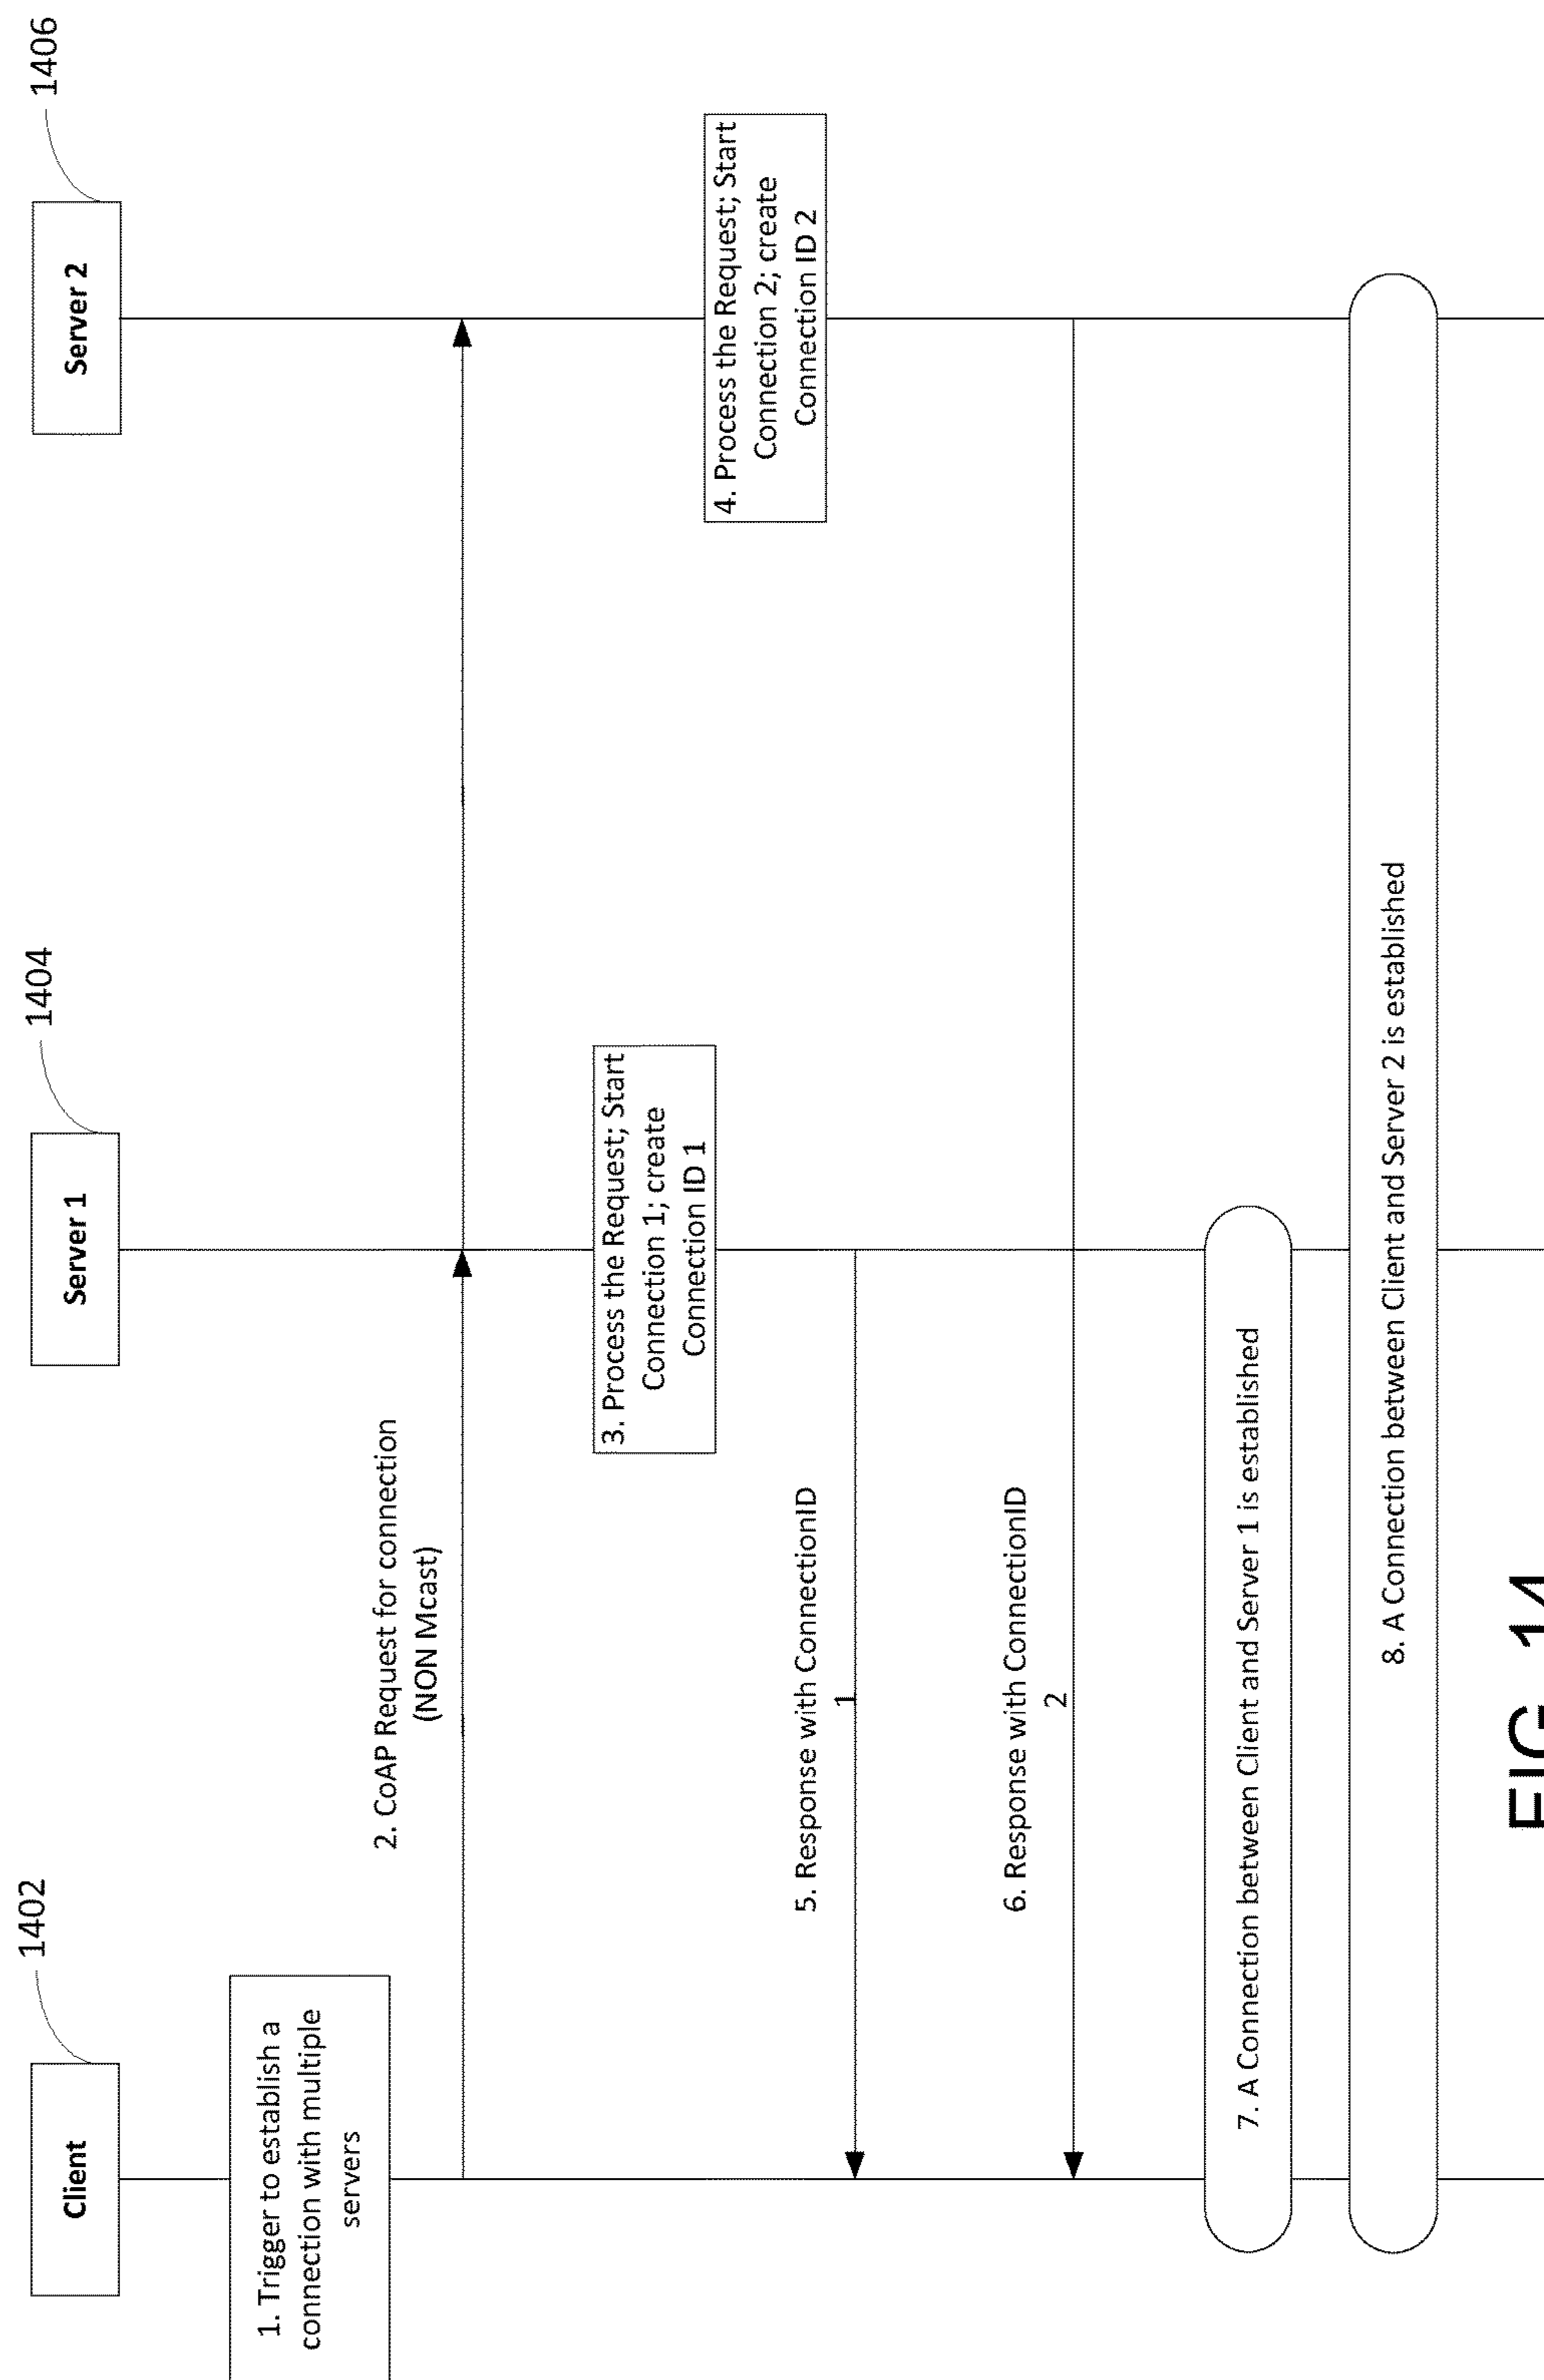 1402
1404
1406
Client
Server 1
Server 2
1. Trigger to establish a
connection with multiple
servers
2. CoAP Request for connection
(NON Mcast)
3. Process the Request; Start
Connection 1; create
Connection ID 1
4. Process the Request; Start
Connection 2; create
Connection ID 2
5. Response with ConnectionID
1
6. Response with ConnectionID
2
7. A Connection between Client and Server 1 is established
8. A Connection between Client and Server 2 is established
FIG. 14